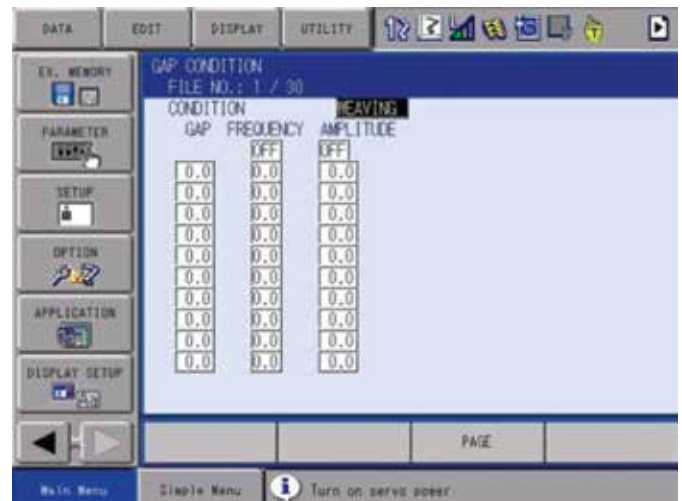 DATA EDIT DISPLAY UTILITY
EX. MEMORY
PARAMETER
SETUP
OPTION
APPLICATION
DISPLAY SETUP
GAP CONDITION
FILE NO.: 1 / 30
CONDITION WEAVING
GAP FREQUENCY AMPLITUDE
OFF OFF
0.0 0.0 0.0
0.0 0.0 0.0
0.0 0.0 0.0
0.0 0.0 0.0
0.0 0.0 0.0
0.0 0.0 0.0
0.0 0.0 0.0
0.0 0.0 0.0
0.0 0.0 0.0
0.0 0.0 0.0
PAGE
Main Menu Simple Menu Turn on servo power